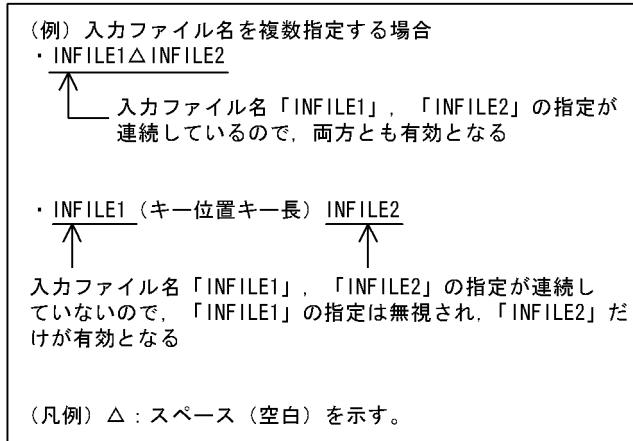 (例) 入力ファイル名を複数指定する場合
・INFILE1△INFILE2
入力ファイル名「INFILE1」,「INFILE2」の指定が
連続しているので, 両方とも有効となる
・INFILE1 (キー位置キー長) INFILE2
入力ファイル名「INFILE1」,「INFILE2」の指定が連続し
ていないので,「INFILE1」の指定は無視され,「INFILE2」だ
けが有効となる
(凡例) △:スペース(空白)を示す。